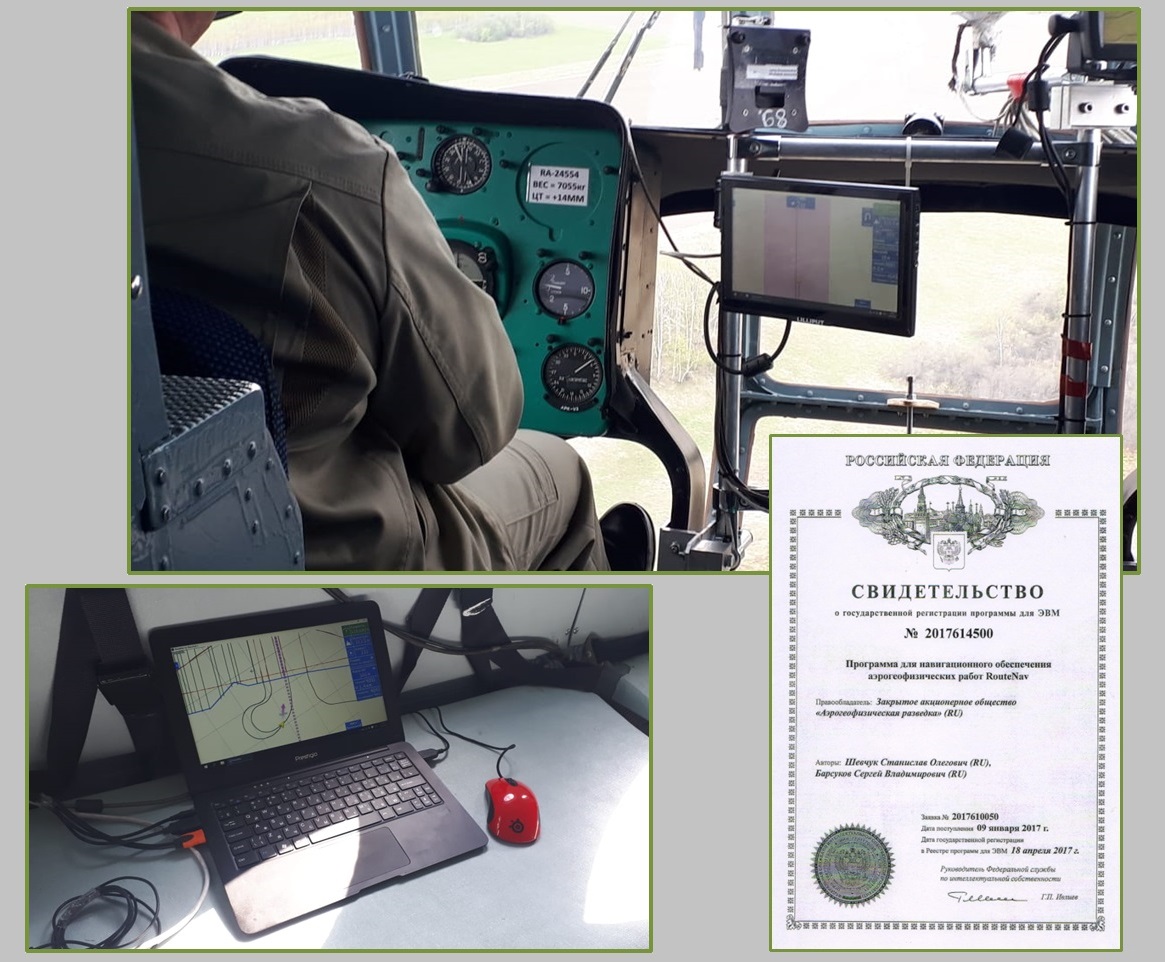 89
RA-24554
ВЕС = 7055кг
ЦТ = +14ММ
LILLIPUT
Prestigio
РОССИЙСКАЯ ФЕДЕРАЦИЯ
СВИДЕТЕЛЬСТВО
о государственной регистрации программы для ЭВМ
№ 2017614500
Программа для навигационного обеспечения
аэрогеофизических работ RouteNav
Правообладатель: Закрытое акционерное общество
«Аэрогеофизическая разведка» (RU)
Авторы: Шевчук Станислав Олегович (RU),
Барсуков Сергей Владимирович (RU)
Заявка № 2017610050
Дата поступления 09 января 2017 г.
Дата государственной регистрации
в Реестре программ для ЭВМ 18 апреля 2017 г.
Руководитель Федеральной службы
по интеллектуальной собственности
Г.П. Ивлиев